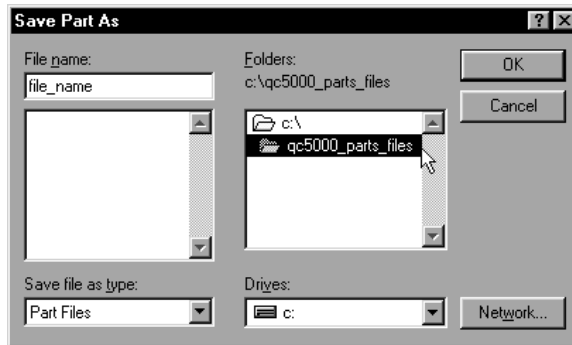 Save Part As
File name:
file_name
Folders:
c:\qc5000_parts_files
OK
Cancel
c:\
qc5000_parts_files
Save file as type:
Part Files
Drives:
c:
Network...